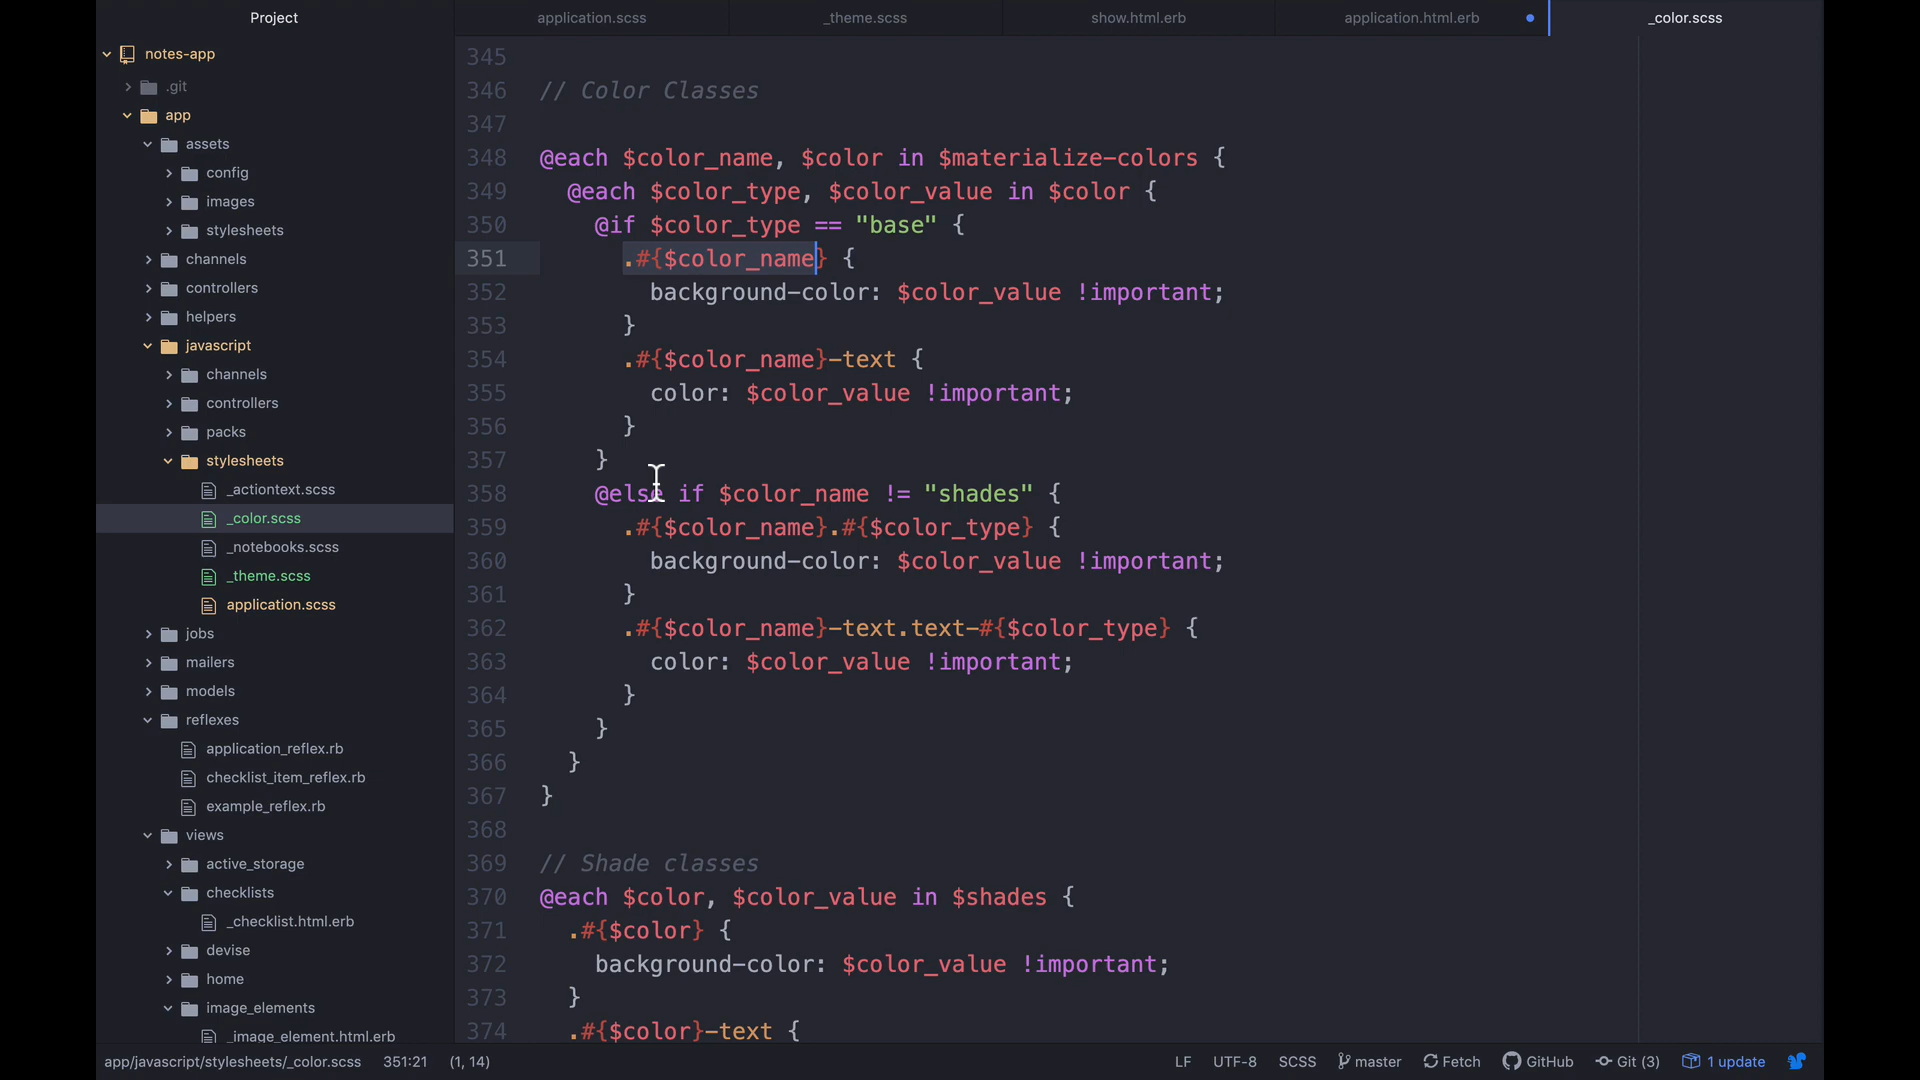 Project
application.scss
_theme.scss
show.html.erb
application.html.erb
_color.scss
notes-app
.git
app
assets
config
images
stylesheets
channels
controllers
helpers
javascript
channels
controllers
packs
stylesheets
_actiontext.scss
_color.scss
_notebooks.scss
_theme.scss
application.scss
jobs
mailers
models
reflexes
application_reflex.rb
checklist_item_reflex.rb
example_reflex.rb
views
active_storage
checklists
_checklist.html.erb
devise
home
image_elements
_image_element.html.erb
345
346 // Color Classes
347
348 @each $color_name, $color in $materialize-colors {
349 @each $color_type, $color_value in $color {
350 @if $color_type == "base" {
351 .#{$color_name} {
352 background-color: $color_value !important;
353 }
354 .#{$color_name}-text {
355 color: $color_value !important;
356 }
357 }
358 @else if $color_name != "shades" {
359 .#{$color_name}.#{$color_type} {
360 background-color: $color_value !important;
361 }
362 .#{$color_name}-text.text-#{$color_type} {
363 color: $color_value !important;
364 }
365 }
366 }
367 }
368
369 // Shade classes
370 @each $color, $color_value in $shades {
371 .#{$color} {
372 background-color: $color_value !important;
373 }
374 .#{$color}-text {
app/javascript/stylesheets/_color.scss 351:21 (1, 14) LF UTF-8 SCSS master Fetch GitHub Git (3) 1 update